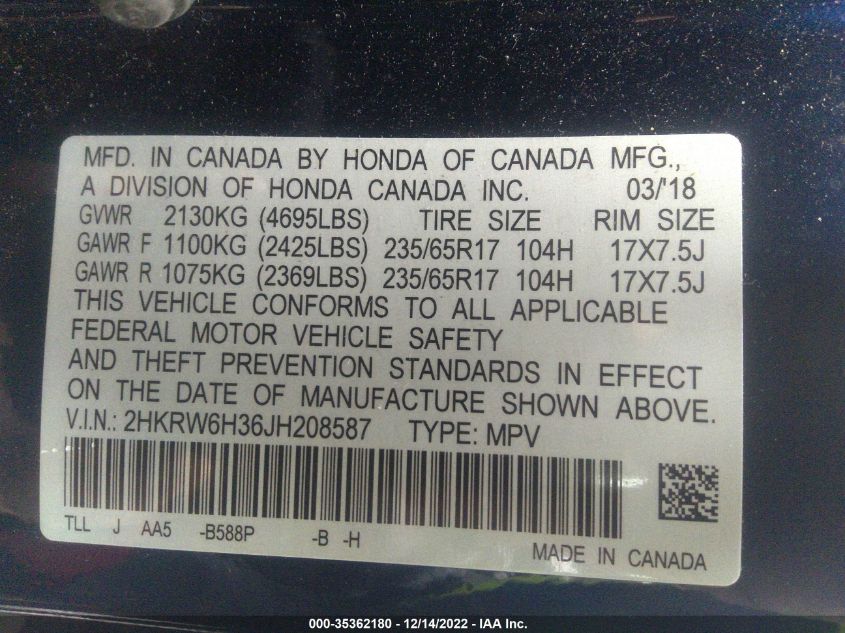 MFD. IN CANADA BY HONDA OF CANADA MFG.,
A DIVISION OF HONDA CANADA INC. 03/'18
GVWR 2130KG (4695LBS) TIRE SIZE RIM SIZE
GAWR F 1100KG (2425LBS) 235/65R17 104H 17X7.5J
GAWR R 1075KG (2369LBS) 235/65R17 104H 17X7.5J
THIS VEHICLE CONFORMS TO ALL APPLICABLE
FEDERAL MOTOR VEHICLE SAFETY
AND THEFT PREVENTION STANDARDS IN EFFECT
ON THE DATE OF MANUFACTURE SHOWN ABOVE.
V.I.N.: 2HKRW6H36JH208587 TYPE: MPV
TLL J AA5 -B588P -B -H
MADE IN CANADA
000-35362180 - 12/14/2022 - IAA Inc.